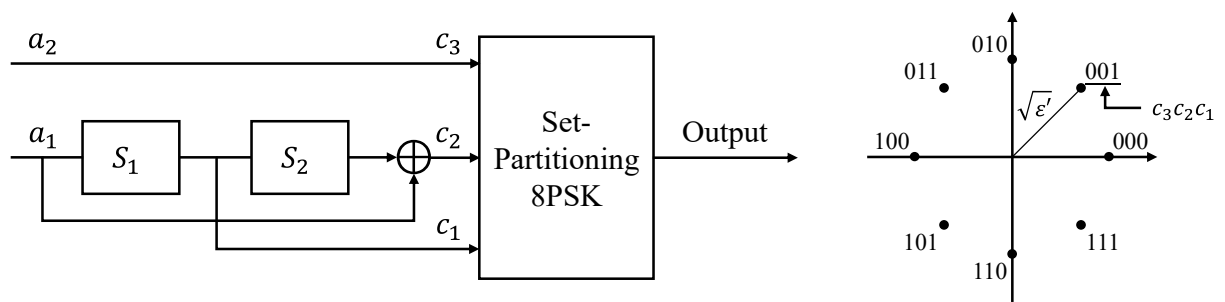 a₂
c₃
a₁
S₁
S₂
c₂
c₁
Set-
Partitioning
8PSK
Output
010
011
001
√ε′
c₃c₂c₁
100
000
101
111
110